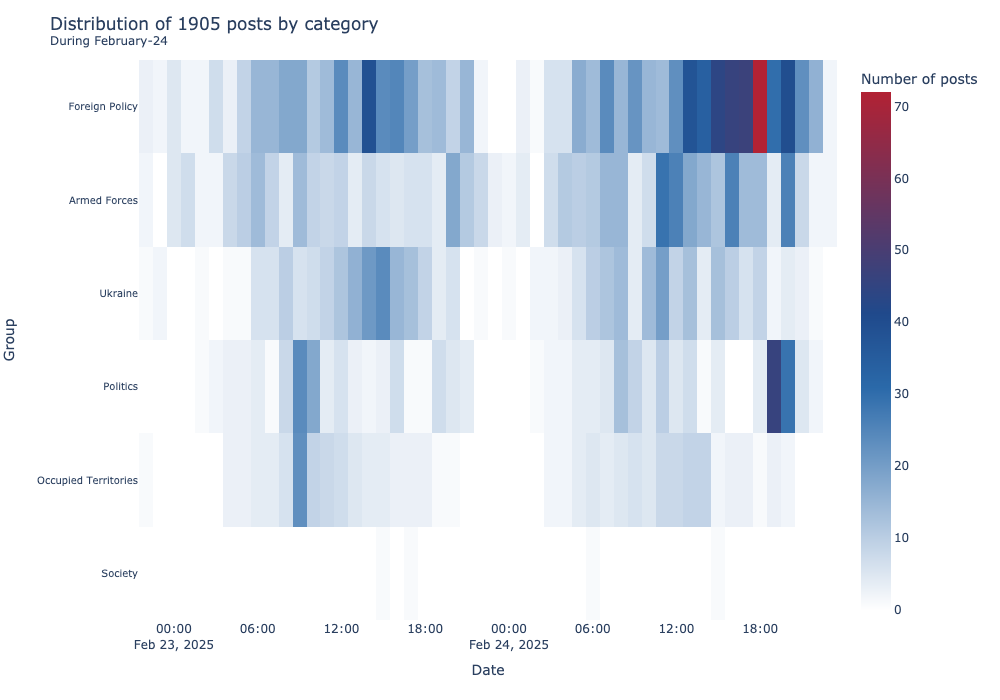 Distribution of 1905 posts by category
During February-24
Number of posts
70
60
50
40
30
20
10
0
Group
Foreign Policy
Armed Forces
Ukraine
Politics
Occupied Territories
Society
00:00 06:00 12:00 18:00 00:00 06:00 12:00 18:00
Feb 23, 2025 Feb 24, 2025
Date